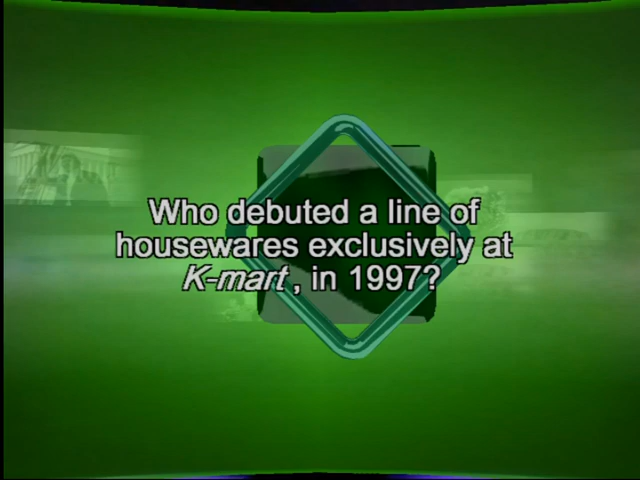 Who debuted a line of
housewares exclusively at
K-mart , in 1997?